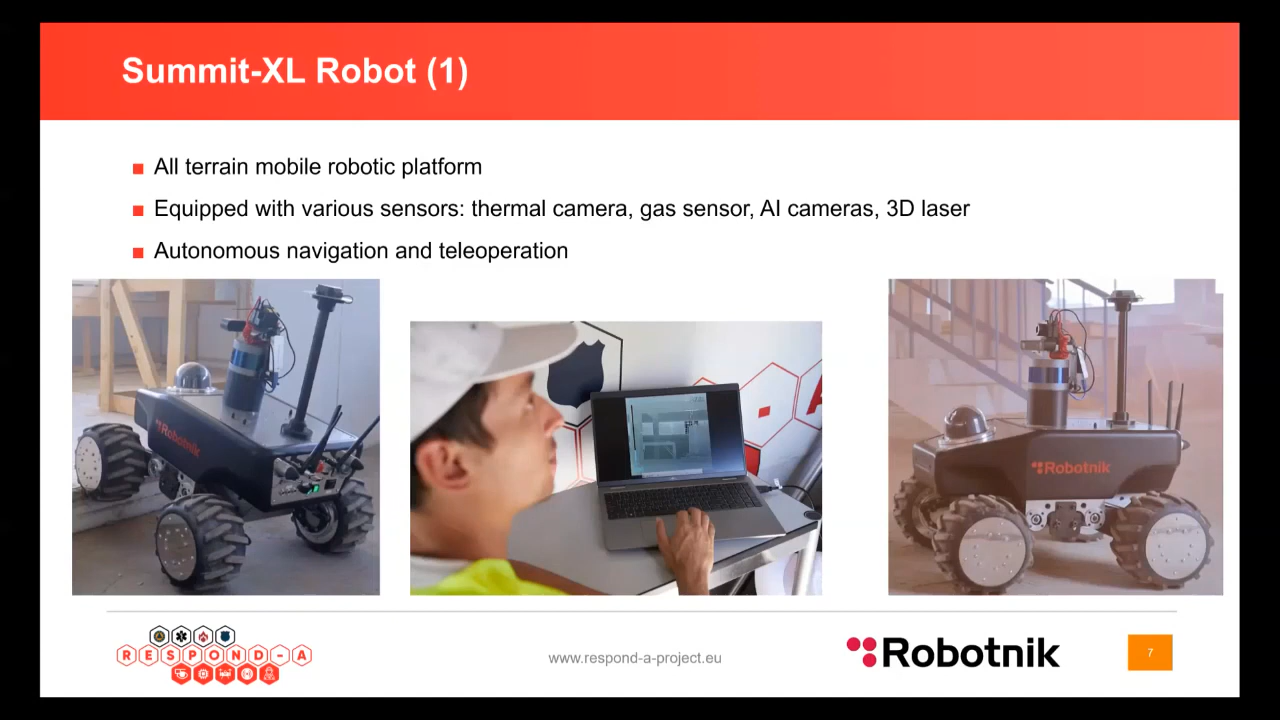 Summit-XL Robot (1)
All terrain mobile robotic platform
Equipped with various sensors: thermal camera, gas sensor, AI cameras, 3D laser
Autonomous navigation and teleoperation
Robotnik
Robotnik
RESPOND-A
www.respond-a-project.eu
Robotnik
7